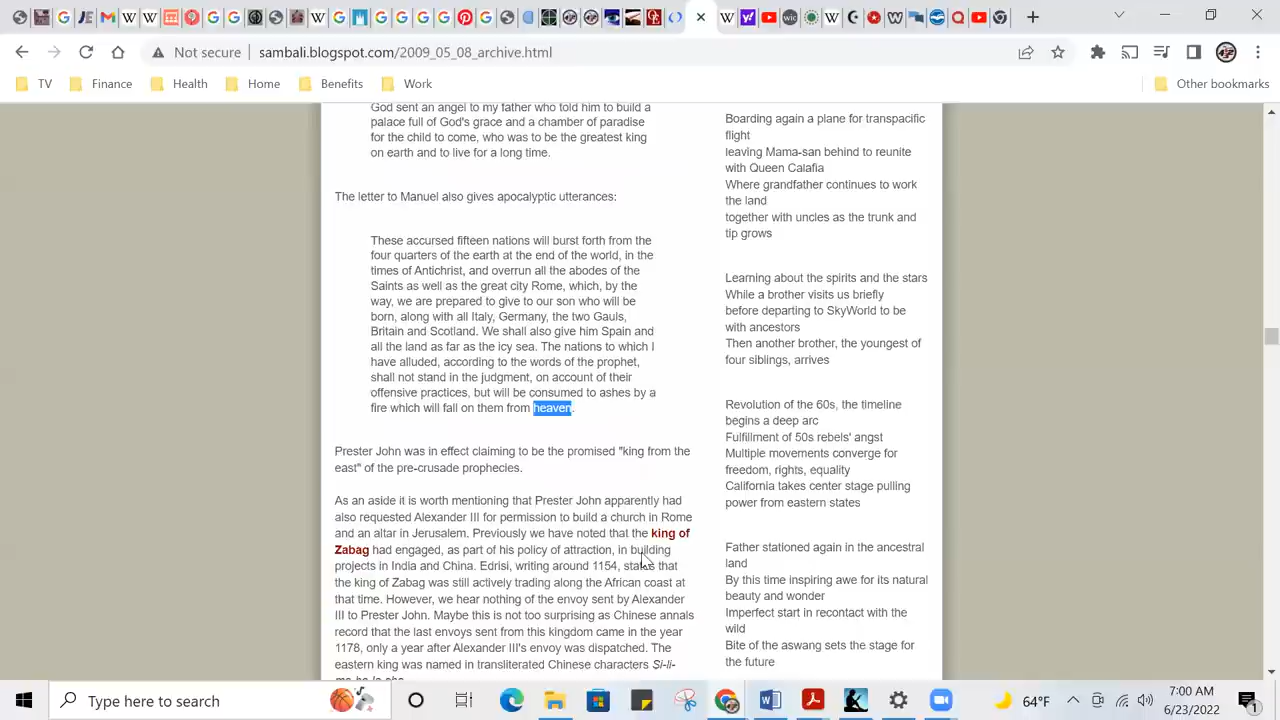 Not secure
sambali.blogspot.com/2009_05_08_archive.html
TV
Finance
Health
Home
Benefits
Work
Other bookmarks
God sent an angel to my father who told him to build a
palace full of God's grace and a chamber of paradise
for the child to come, who was to be the greatest king
on earth and to live for a long time.
The letter to Manuel also gives apocalyptic utterances:
These accursed fifteen nations will burst forth from the
four quarters of the earth at the end of the world, in the
times of Antichrist, and overrun all the abodes of the
Saints as well as the great city Rome, which, by the
way, we are prepared to give to our son who will be
born, along with all Italy, Germany, the two Gauls,
Britain and Scotland. We shall also give him Spain and
all the land as far as the icy sea. The nations to which I
have alluded, according to the words of the prophet,
shall not stand in the judgment, on account of their
offensive practices, but will be consumed to ashes by a
fire which will fall on them from heaven.
Prester John was in effect claiming to be the promised "king from the
east" of the pre-crusade prophecies.
As an aside it is worth mentioning that Prester John apparently had
also requested Alexander III for permission to build a church in Rome
and an altar in Jerusalem. Previously we have noted that the king of
Zabag had engaged, as part of his policy of attraction, in building
projects in India and China. Edrisi, writing around 1154, states that
the king of Zabag was still actively trading along the African coast at
that time. However, we hear nothing of the envoy sent by Alexander
III to Prester John. Maybe this is not too surprising as Chinese annals
record that the last envoys sent from this kingdom came in the year
1178, only a year after Alexander III's envoy was dispatched. The
eastern king was named in transliterated Chinese characters Si-li-
Boarding again a plane for transpacific
flight
leaving Mama-san behind to reunite
with Queen Calafia
Where grandfather continues to work
the land
together with uncles as the trunk and
tip grows
Learning about the spirits and the stars
While a brother visits us briefly
before departing to SkyWorld to be
with ancestors
Then another brother, the youngest of
four siblings, arrives
Revolution of the 60s, the timeline
begins a deep arc
Fulfillment of 50s rebels' angst
Multiple movements converge for
freedom, rights, equality
California takes center stage pulling
power from eastern states
Father stationed again in the ancestral
land
By this time inspiring awe for its natural
beauty and wonder
Imperfect start in recontact with the
wild
Bite of the aswang sets the stage for
the future
Type here to search
64°F
7:00 AM
6/23/2022